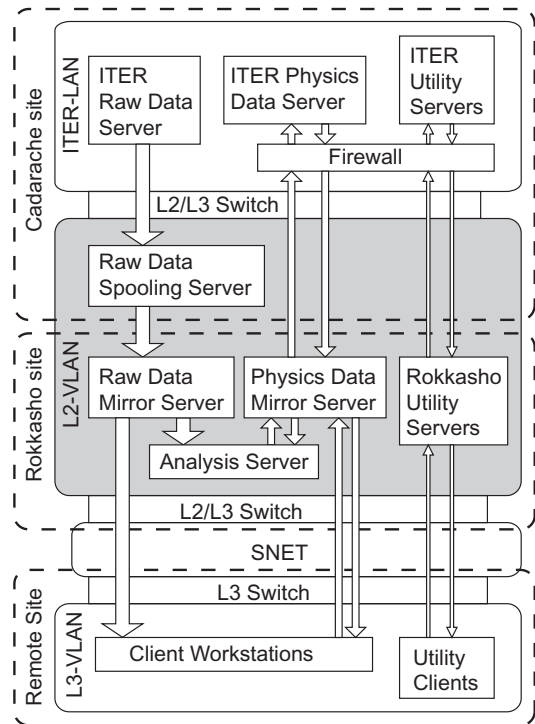 Cadarache site
ITER-LAN
ITER
Raw Data
Server
ITER Physics
Data Server
ITER
Utility
Servers
Firewall
L2/L3 Switch
L2-VLAN
Raw Data
Spooling Server
Rokkasho site
Raw Data
Mirror Server
Physics Data
Mirror Server
Rokkasho
Utility
Servers
Analysis Server
L2/L3 Switch
SNET
L3 Switch
Remote Site
L3-VLAN
Client Workstations
Utility
Clients